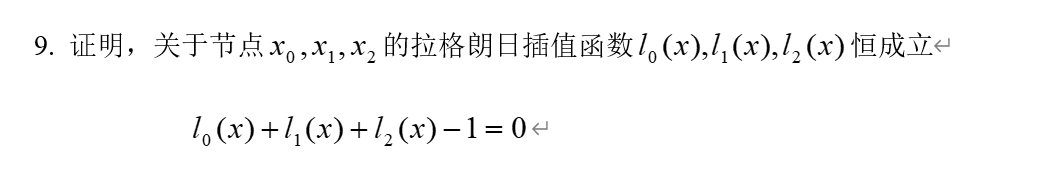 9. 证明，关于节点 x₀,x₁,x₂ 的拉格朗日插值函数 l₀(x),l₁(x),l₂(x) 恒成立↵
l₀(x)+l₁(x)+l₂(x)−1=0↵